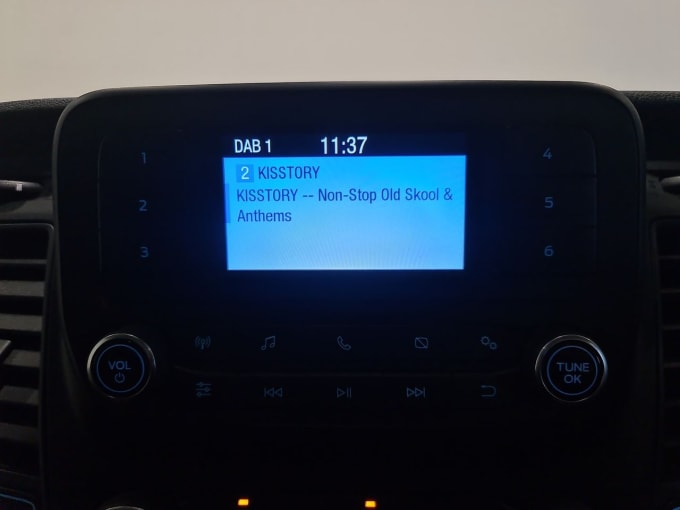 DAB 1 11:37
1
2 KISSTORY
4
2
KISSTORY -- Non-Stop Old Skool &
Anthems
5
3
6
VOL
TUNE
OK